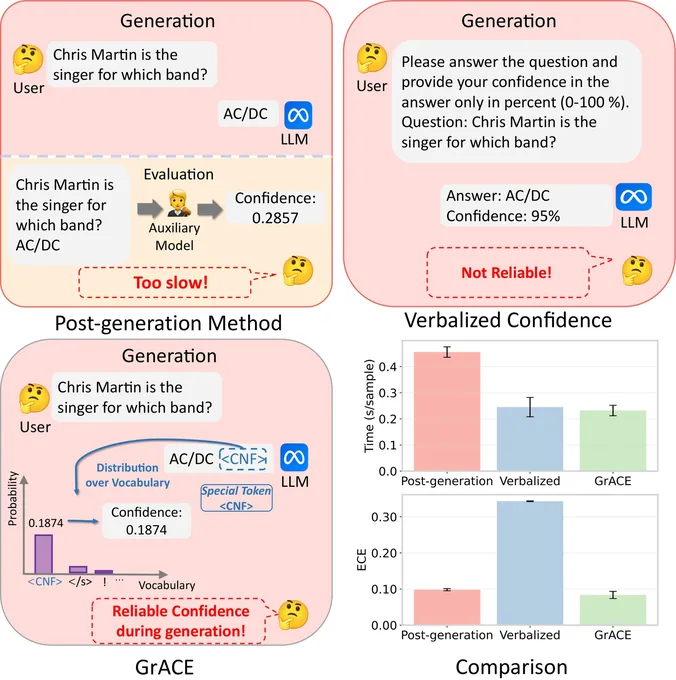 Generation
Chris Martin is the
singer for which band?
User
AC/DC
LLM
Chris Martin is
the singer for
which band?
AC/DC
Evaluation
Auxiliary
Model
Confidence:
0.2857
Too slow!
Post-generation Method
Generation
User
Please answer the question and
provide your confidence in the
answer only in percent (0-100 %).
Question: Chris Martin is the
singer for which band?
Answer: AC/DC
Confidence: 95%
LLM
Not Reliable!
Verbalized Confidence
Generation
Chris Martin is the
singer for which band?
User
AC/DC <CNF>
LLM
Distribution
over Vocabulary
Special Token
<CNF>
Probability
0.1874
Confidence:
0.1874
<CNF> </s> ! ...
Vocabulary
Reliable Confidence
during generation!
GrACE
Time (s/sample)
0.4
0.3
0.2
0.1
0.0
Post-generation Verbalized GrACE
ECE
0.30
0.20
0.10
0.00
Post-generation Verbalized GrACE
Comparison